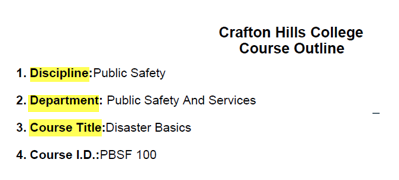 Crafton Hills College
Course Outline
1. Discipline:Public Safety
2. Department: Public Safety And Services
3. Course Title:Disaster Basics
4. Course I.D.:PBSF 100